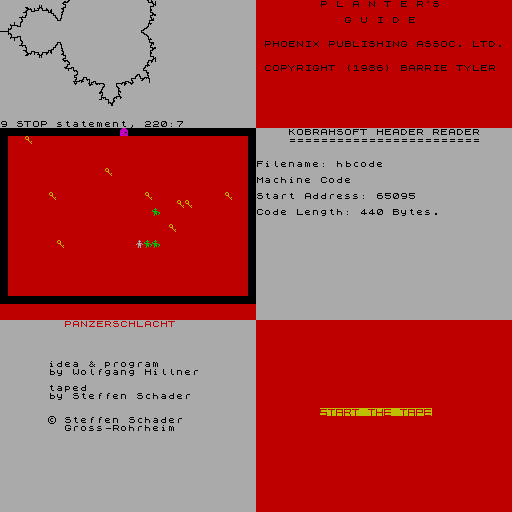 P L A N T E R ' S
G U I D E
PHOENIX PUBLISHING ASSOC. LTD.
COPYRIGHT (1986) BARRIE TYLER
9 STOP statement, 220:7
KOBRAHSOFT HEADER READER
========================
Filename: hbcode
Machine Code
Start Address: 65095
Code Length: 440 Bytes.
PANZERSCHLACHT
idea & program
by Wolfgang Hillner
taped
by Steffen Schader
© Steffen Schader
Gross-Rohrheim
START THE TAPE